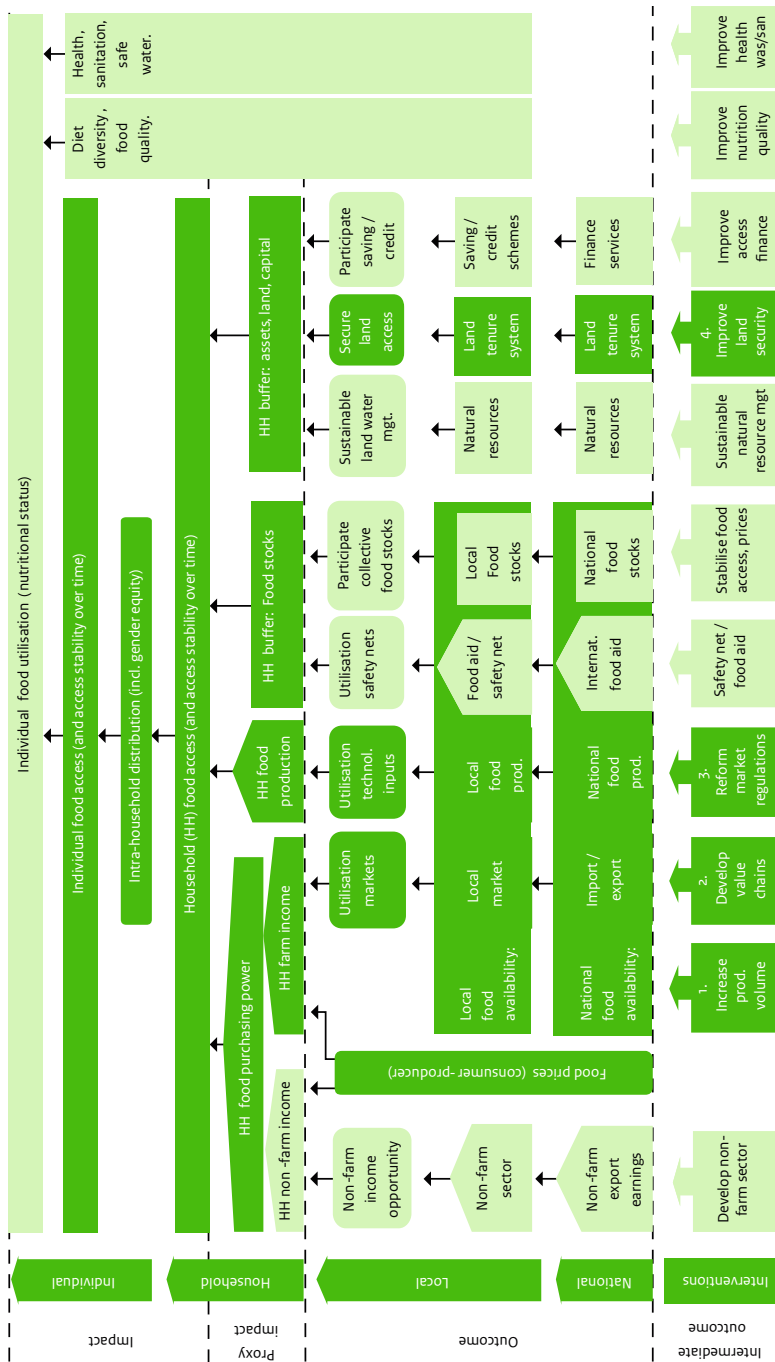 Individual food utilisation (nutritional status)
Individual food access (and access stability over time)
Intra-household distribution (incl. gender equity)
Household (HH) food access (and access stability over time)
Diet
diversity,
food
quality.
Health,
sanitation,
safe
water.
HH food purchasing power
HH non -farm income
HH farm income
HH food
production
HH buffer: Food stocks
HH buffer: assets, land, capital
Non-farm
income
opportunity
Food prices (consumer-producer)
Utilisation
markets
Utilisation
technol.
inputs
Utilisation
safety nets
Participate
collective
food stocks
Sustainable
land water
mgt.
Secure
land
access
Participate
saving /
credit
Non-farm
sector
Local
food
availability:
Local
market
Local
food
prod.
Food aid /
safety net
Local
Food
stocks
Natural
resources
Land
tenure
system
Saving /
credit
schemes
Non-farm
export
earnings
National
food
availability:
Import /
export
National
food
prod.
Internat.
food aid
National
food
stocks
Natural
resources
Land
tenure
system
Finance
services
Develop non-
farm sector
1.
Increase
prod.
volume
2.
Develop
value
chains
3.
Reform
market
regulations
Safety net /
food aid
Stabilise food
access, prices
Sustainable
natural
resource mgt
4.
Improve
land
security
Improve
access
finance
Improve
nutrition
quality
Improve
health
was/san
Individual
Household
Local
National
Interventions
Impact
Proxy
impact
Outcome
Intermediate
outcome